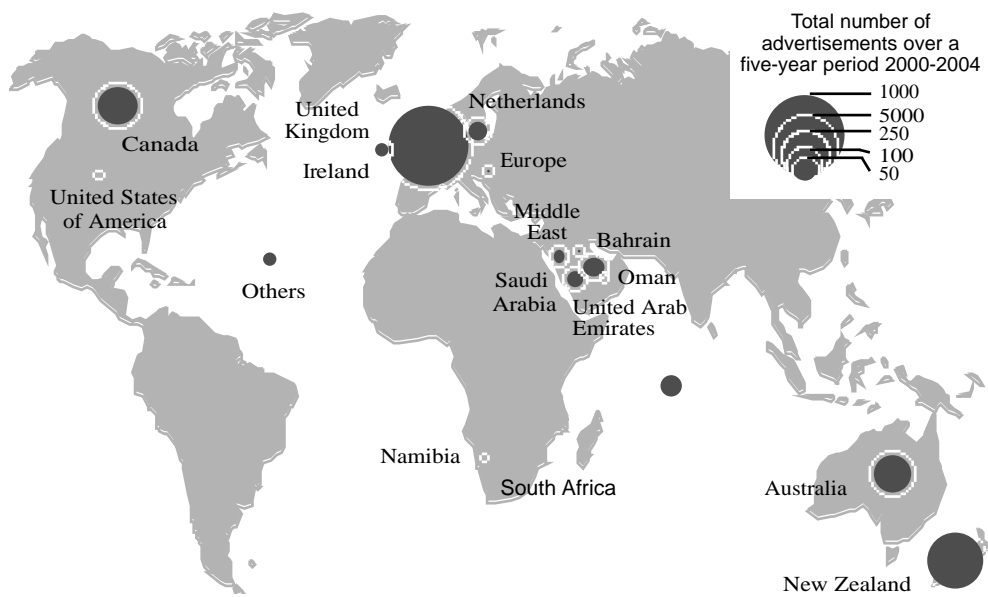 Total number of
advertisements over a
five-year period 2000-2004
1000
5000
250
100
50
Canada
United States
of America
Others
United
Kingdom
Ireland
Netherlands
Europe
Middle
East
Bahrain
Saudi
Arabia
Oman
United Arab
Emirates
Namibia
South Africa
Australia
New Zealand